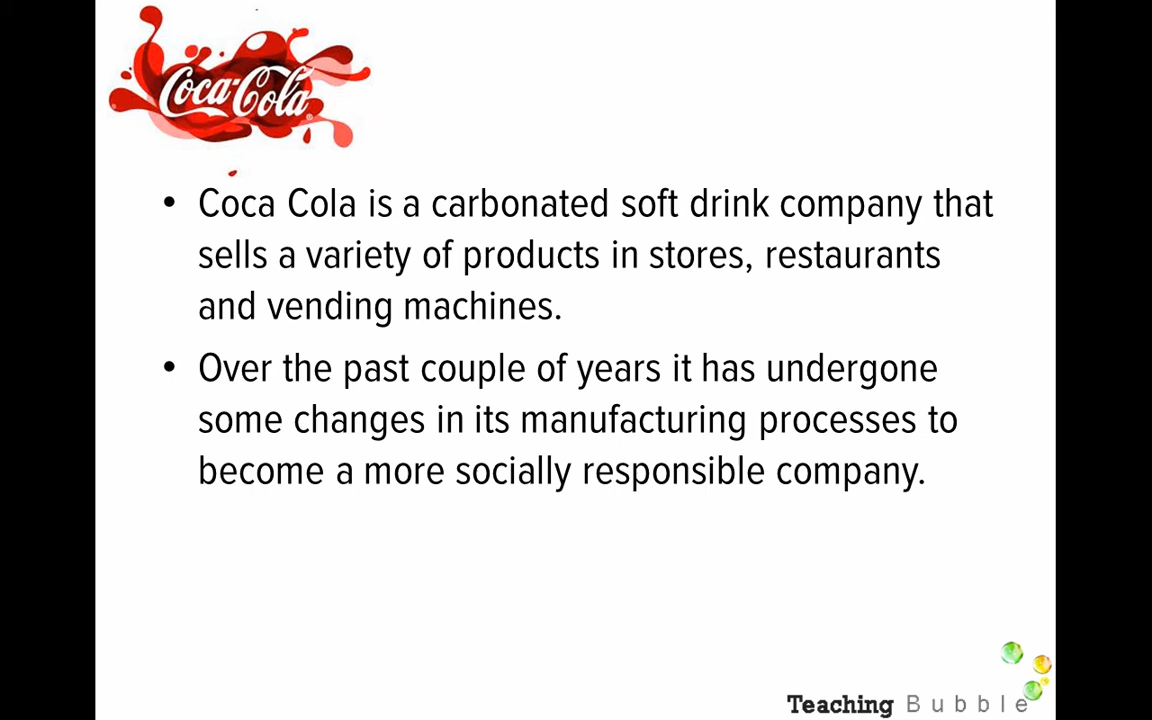 Coca-Cola®
• Coca Cola is a carbonated soft drink company that
sells a variety of products in stores, restaurants
and vending machines.
• Over the past couple of years it has undergone
some changes in its manufacturing processes to
become a more socially responsible company.
Teaching Bubble